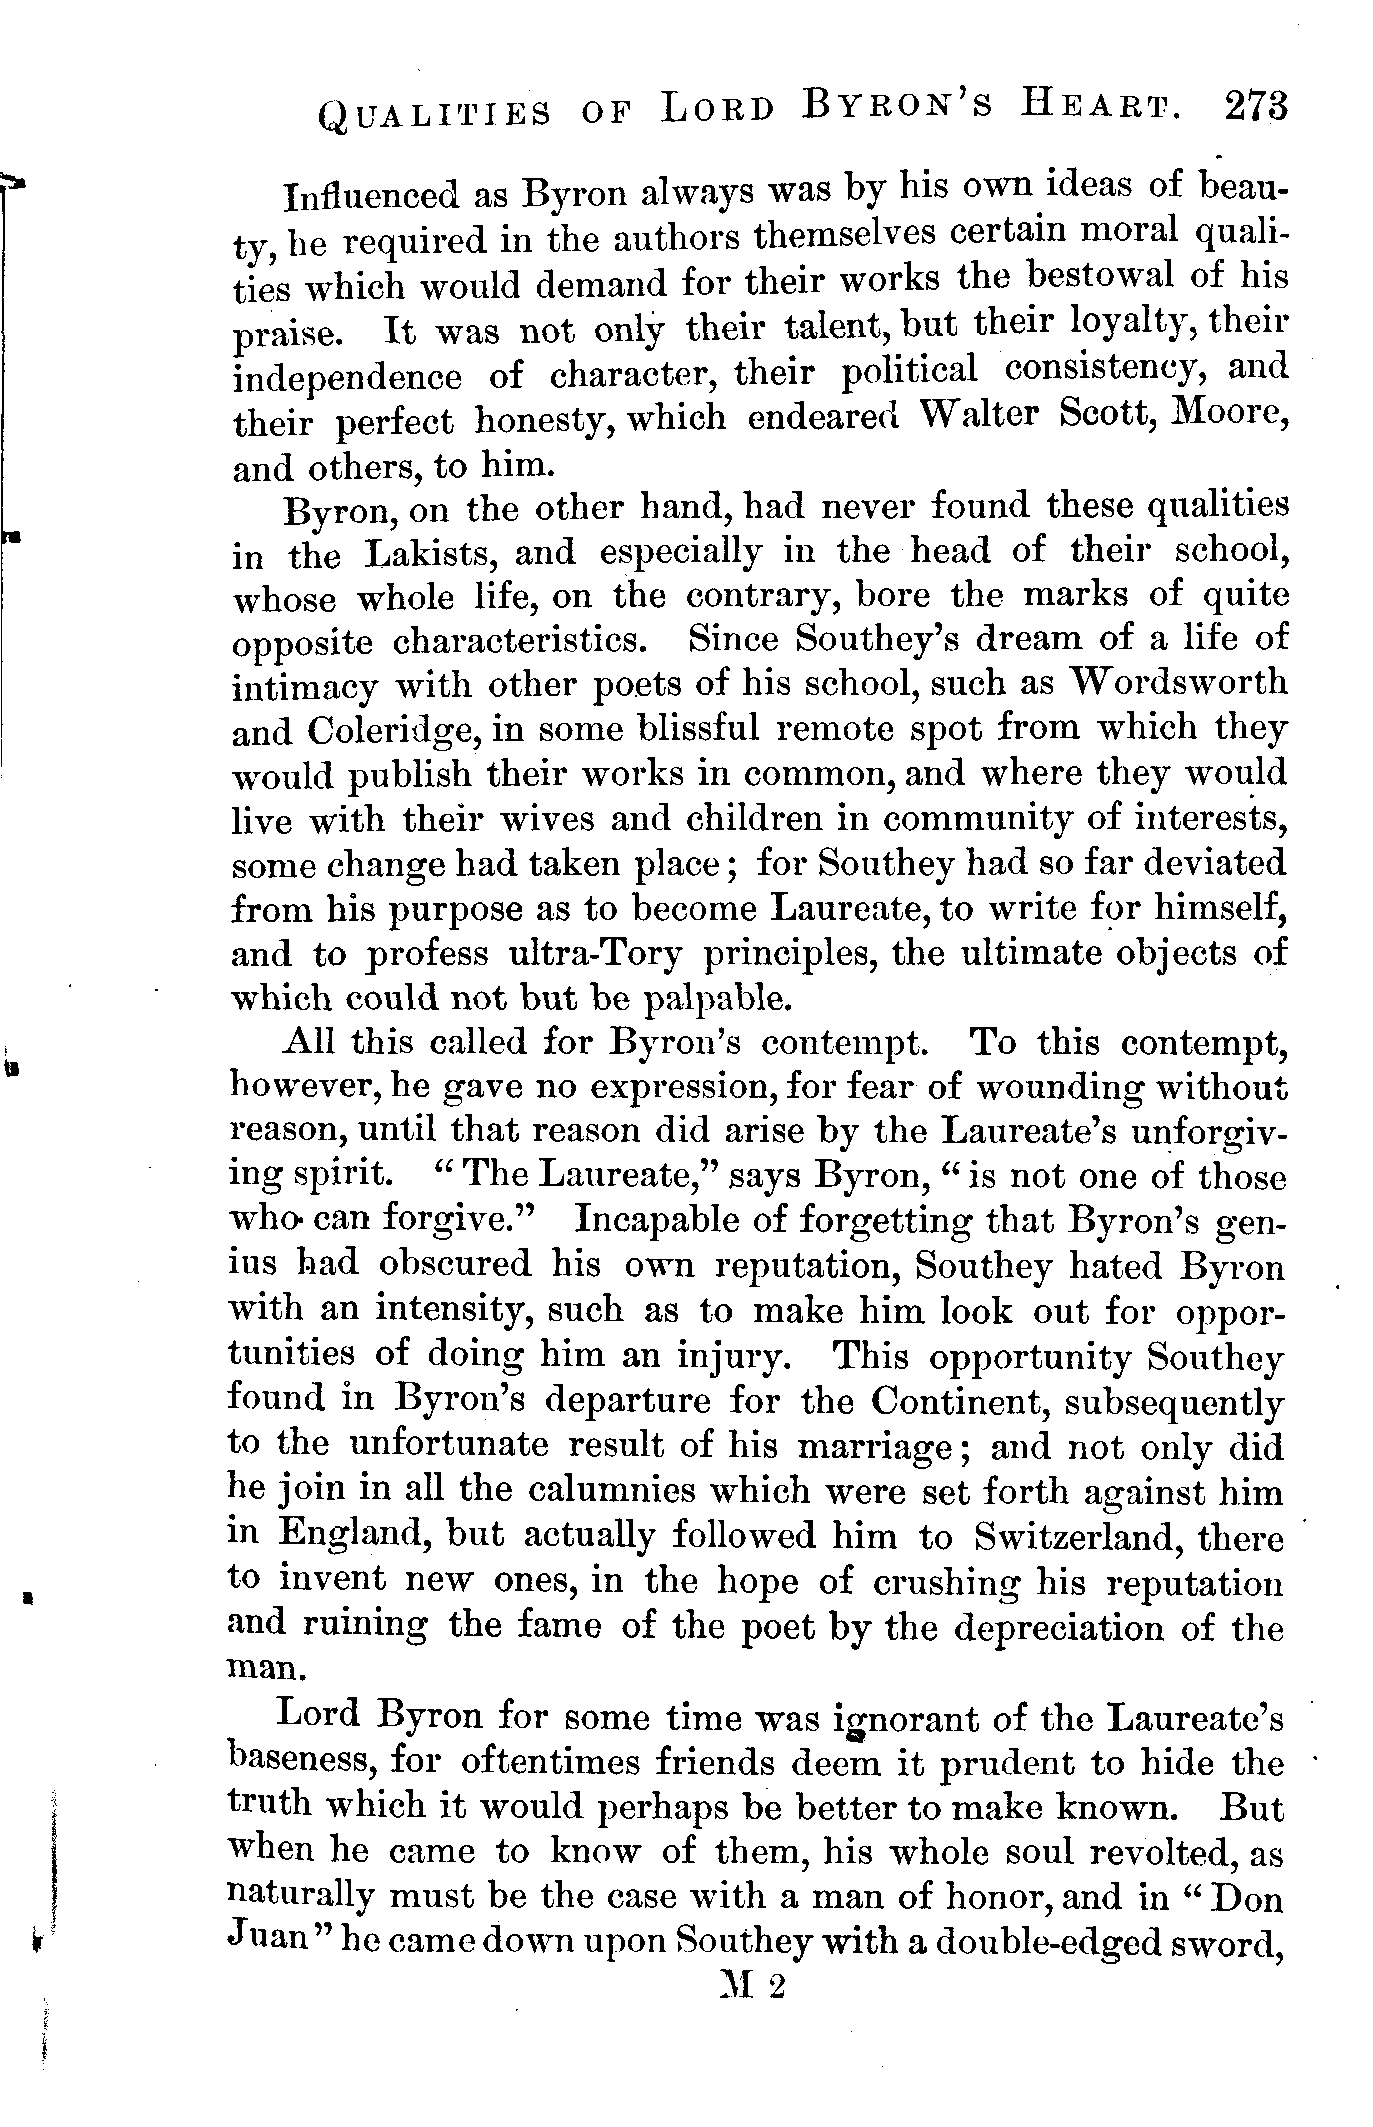 QUALITIES OF LORD BYRON'S HEART. 273
Influenced as Byron always was by his own ideas of beau-
ty, he required in the authors themselves certain moral quali-
ties which would demand for their works the bestowal of his
praise. It was not only their talent, but their loyalty, their
independence of character, their political consistency, and
their perfect honesty, which endeared Walter Scott, Moore,
and others, to him.
Byron, on the other hand, had never found these qualities
in the Lakists, and especially in the head of their school,
whose whole life, on the contrary, bore the marks of quite
opposite characteristics. Since Southey's dream of a life of
intimacy with other poets of his school, such as Wordsworth
and Coleridge, in some blissful remote spot from which they
would publish their works in common, and where they would
live with their wives and children in community of interests,
some change had taken place; for Southey had so far deviated
from his purpose as to become Laureate, to write for himself,
and to profess ultra-Tory principles, the ultimate objects of
which could not but be palpable.
All this called for Byron's contempt. To this contempt,
however, he gave no expression, for fear of wounding without
reason, until that reason did arise by the Laureate's unforgiv-
ing spirit. "The Laureate," says Byron, "is not one of those
who can forgive." Incapable of forgetting that Byron's gen-
ius had obscured his own reputation, Southey hated Byron
with an intensity, such as to make him look out for oppor-
tunities of doing him an injury. This opportunity Southey
found in Byron's departure for the Continent, subsequently
to the unfortunate result of his marriage; and not only did
he join in all the calumnies which were set forth against him
in England, but actually followed him to Switzerland, there
to invent new ones, in the hope of crushing his reputation
and ruining the fame of the poet by the depreciation of the
man.
Lord Byron for some time was ignorant of the Laureate's
baseness, for oftentimes friends deem it prudent to hide the
truth which it would perhaps be better to make known. But
when he came to know of them, his whole soul revolted, as
naturally must be the case with a man of honor, and in "Don
Juan" he came down upon Southey with a double-edged sword,
M 2